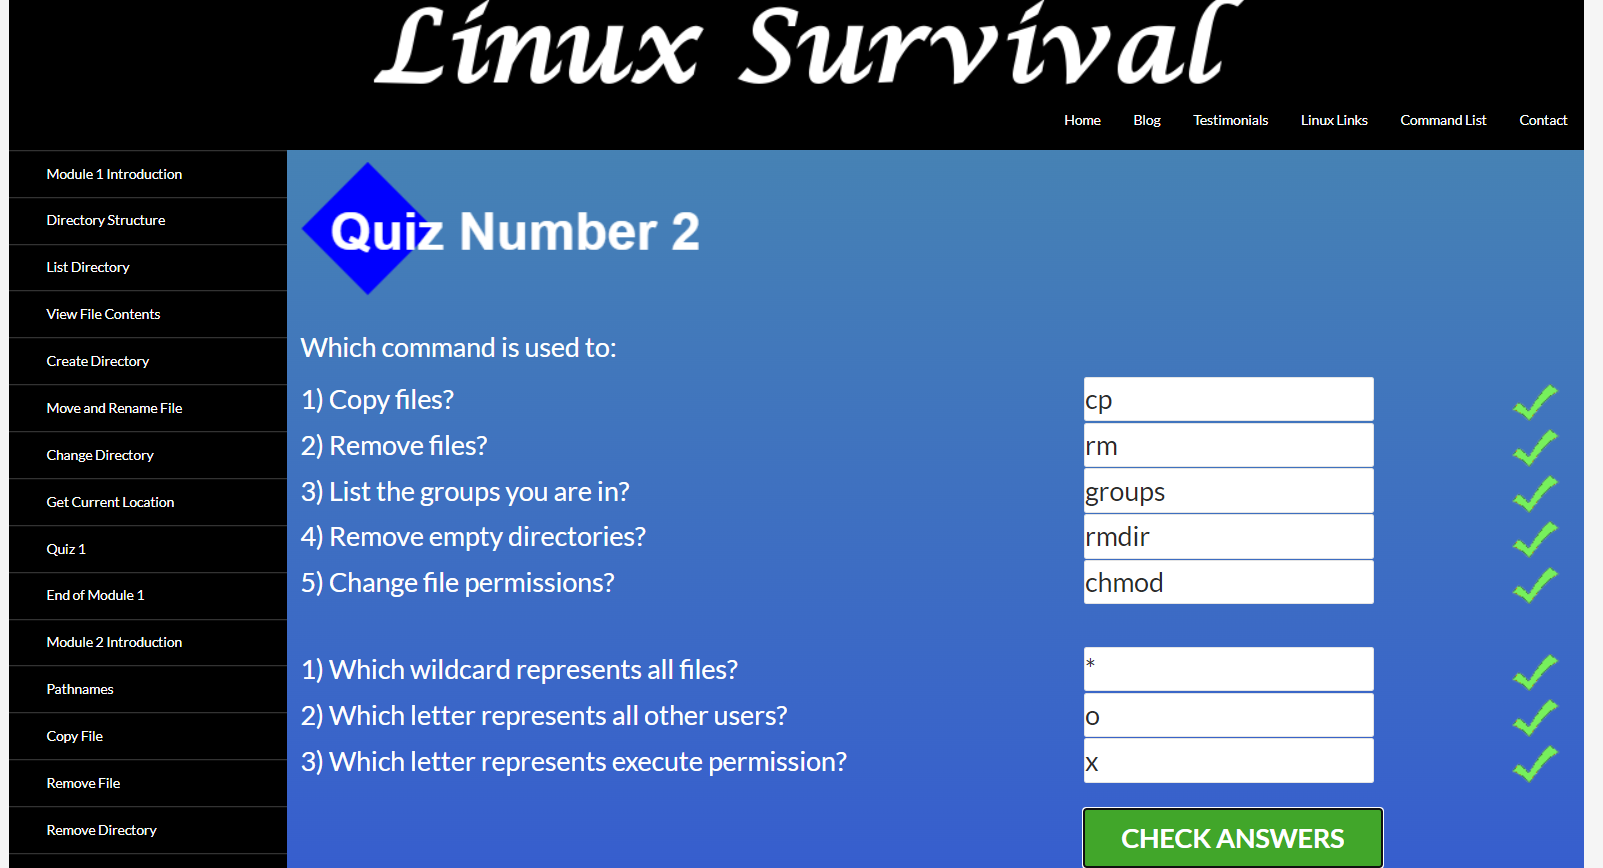 Linux Survival
Home Blog Testimonials Linux Links Command List Contact
Module 1 Introduction
Directory Structure
List Directory
View File Contents
Create Directory
Move and Rename File
Change Directory
Get Current Location
Quiz 1
End of Module 1
Module 2 Introduction
Pathnames
Copy File
Remove File
Remove Directory
Quiz Number 2
Which command is used to:
1) Copy files? cp
2) Remove files? rm
3) List the groups you are in? groups
4) Remove empty directories? rmdir
5) Change file permissions? chmod
1) Which wildcard represents all files? *
2) Which letter represents all other users? o
3) Which letter represents execute permission? x
CHECK ANSWERS